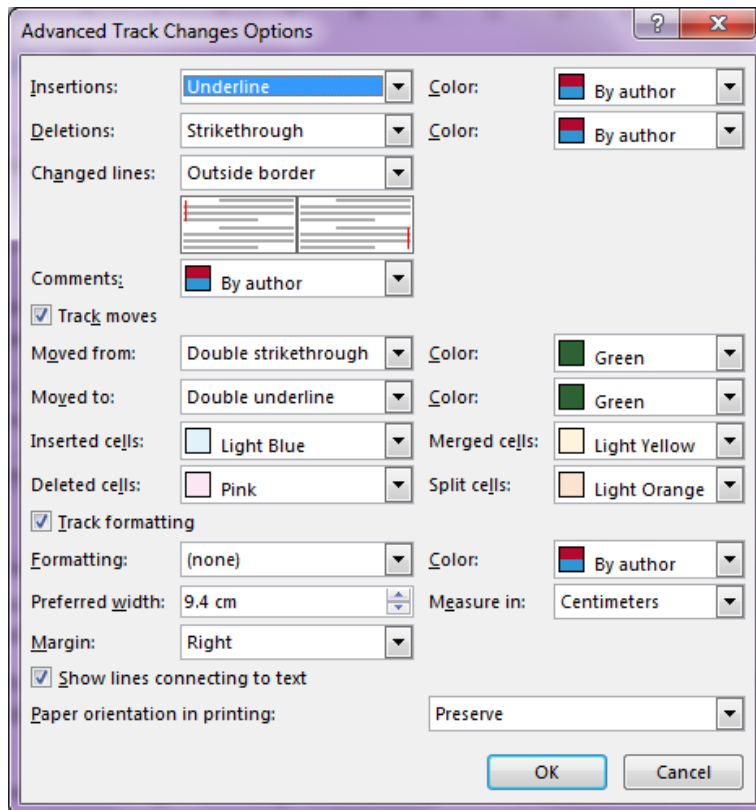 Advanced Track Changes Options
Insertions: Underline Color: By author
Deletions: Strikethrough Color: By author
Changed lines: Outside border
Comments: By author
Track moves
Moved from: Double strikethrough Color: Green
Moved to: Double underline Color: Green
Inserted cells: Light Blue Merged cells: Light Yellow
Deleted cells: Pink Split cells: Light Orange
Track formatting
Formatting: (none) Color: By author
Preferred width: 9.4 cm Measure in: Centimeters
Margin: Right
Show lines connecting to text
Paper orientation in printing: Preserve
OK Cancel